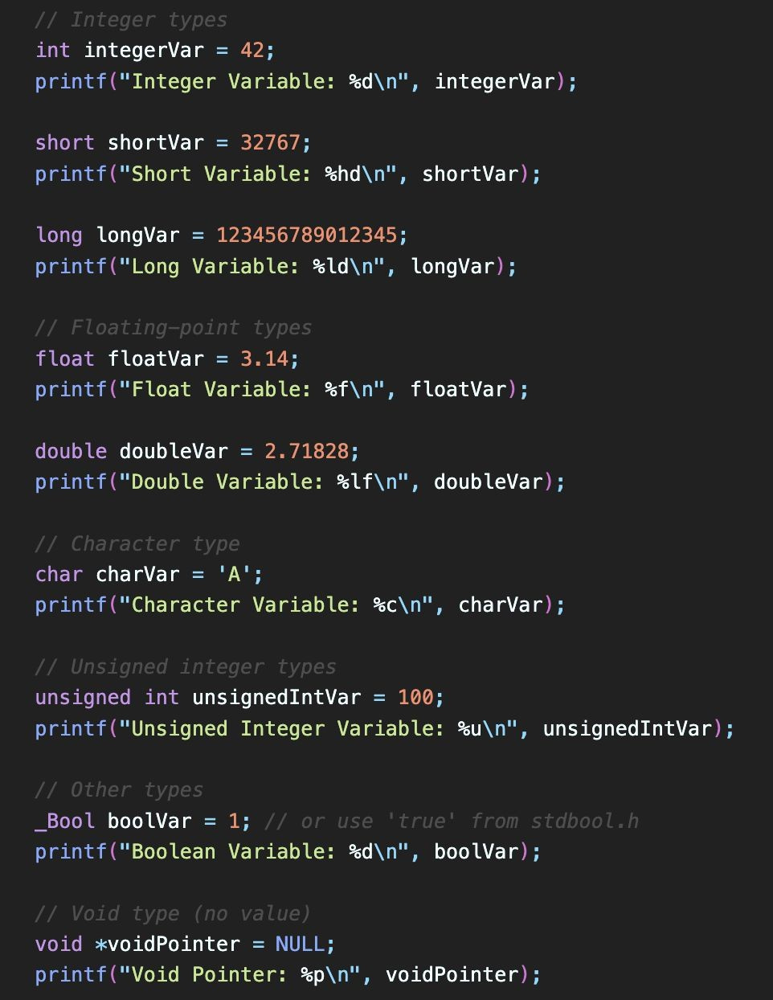 // Integer types
int integerVar = 42;
printf("Integer Variable: %d\n", integerVar);
short shortVar = 32767;
printf("Short Variable: %hd\n", shortVar);
long longVar = 123456789012345;
printf("Long Variable: %ld\n", longVar);
// Floating-point types
float floatVar = 3.14;
printf("Float Variable: %f\n", floatVar);
double doubleVar = 2.71828;
printf("Double Variable: %lf\n", doubleVar);
// Character type
char charVar = 'A';
printf("Character Variable: %c\n", charVar);
// Unsigned integer types
unsigned int unsignedIntVar = 100;
printf("Unsigned Integer Variable: %u\n", unsignedIntVar);
// Other types
_Bool boolVar = 1; // or use 'true' from stdbool.h
printf("Boolean Variable: %d\n", boolVar);
// Void type (no value)
void *voidPointer = NULL;
printf("Void Pointer: %p\n", voidPointer);